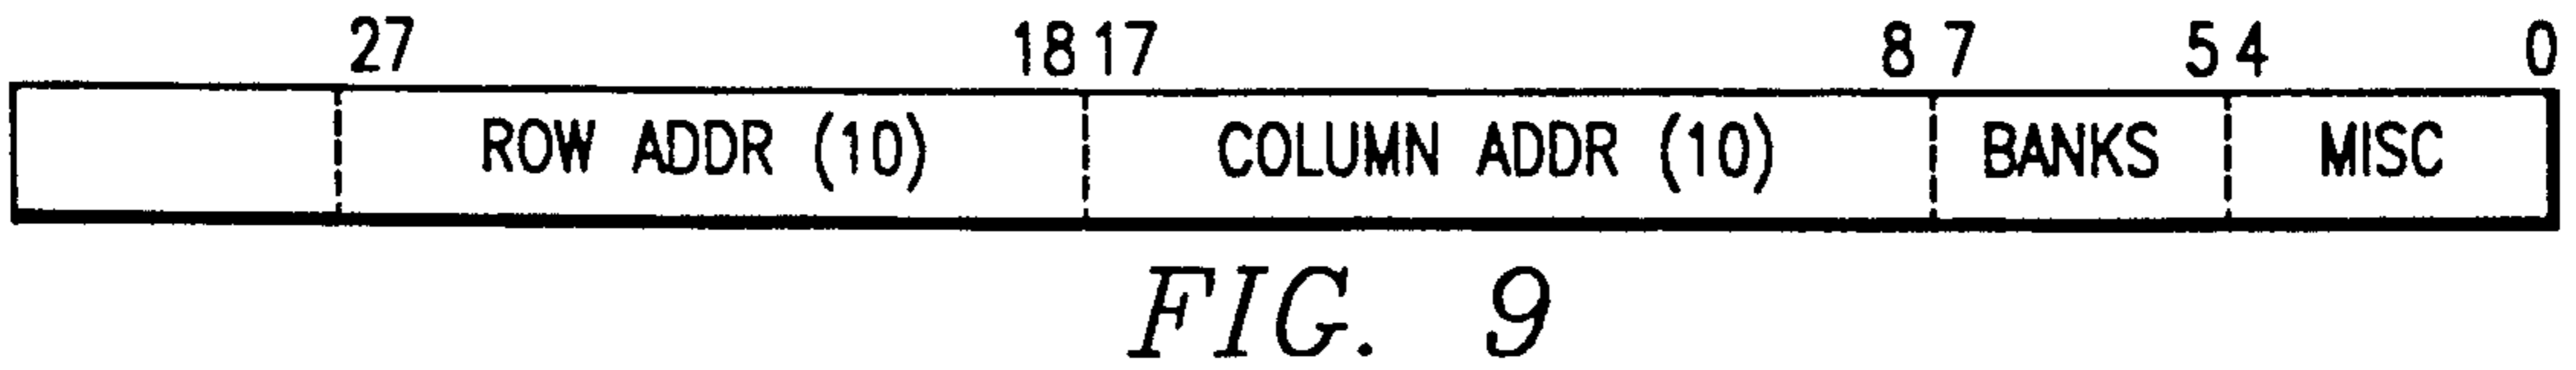 27 18 17 8 7 5 4 0
ROW ADDR (10) COLUMN ADDR (10) BANKS MISC
FIG. 9